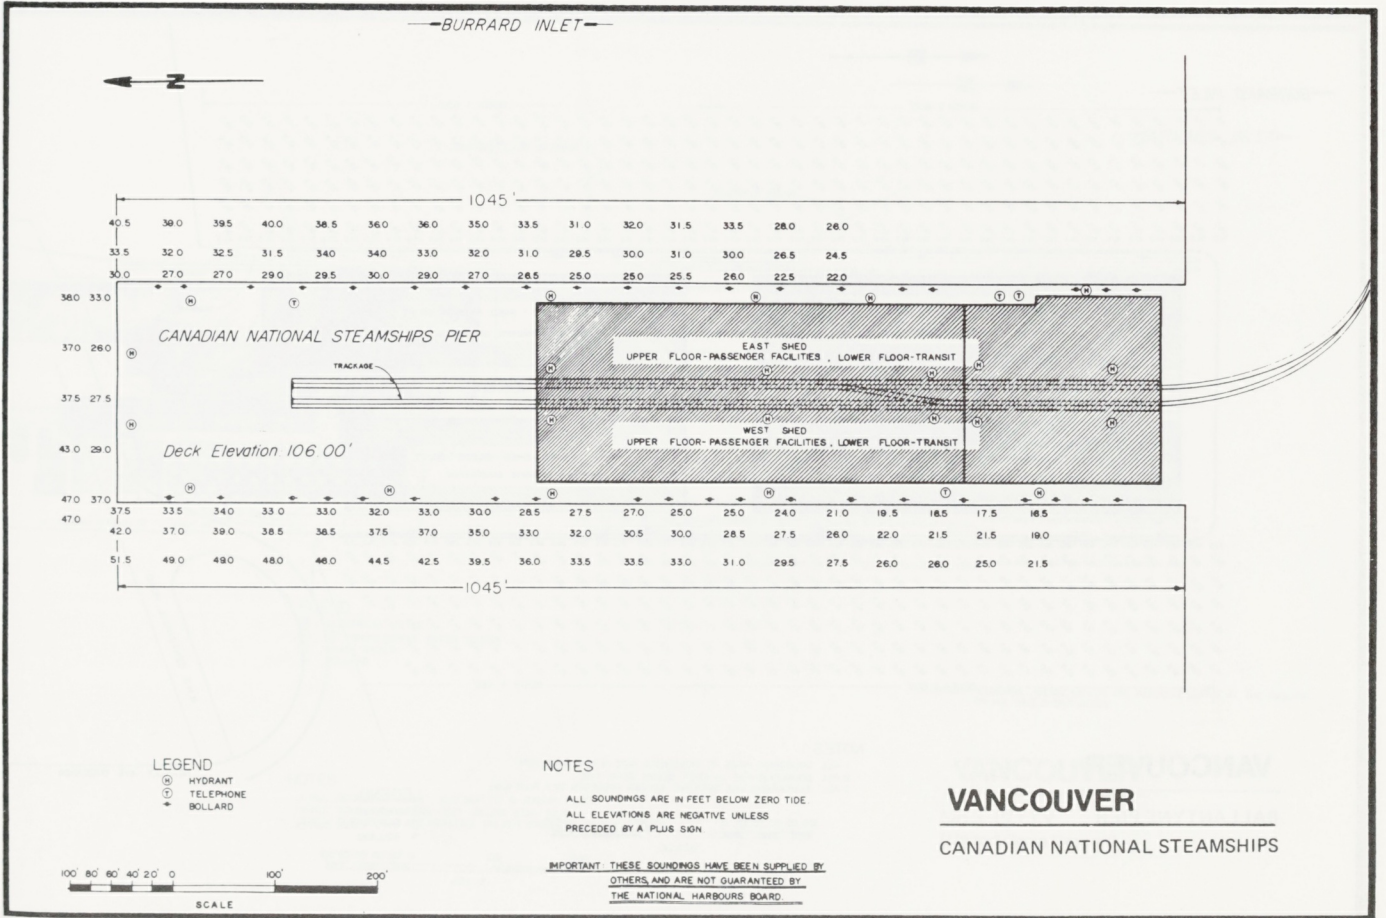 BURRARD INLET
N
1045'
40.5 39.0 39.5 40.0 38.5 36.0 36.0 35.0 33.5 31.0 32.0 31.5 33.5 28.0 26.0
33.5 32.0 32.5 31.5 34.0 34.0 33.0 32.0 31.0 29.5 30.0 31.0 30.0 26.5 24.5
30.0 27.0 27.0 29.0 29.5 30.0 29.0 27.0 26.5 25.0 25.0 25.5 26.0 22.5 22.0
38.0 33.0
H H T H H H T T H
CANADIAN NATIONAL STEAMSHIPS PIER
EAST SHED
37.0 26.0
UPPER FLOOR-PASSENGER FACILITIES, LOWER FLOOR-TRANSIT
H H H H H H
TRACKAGE
37.5 27.5
H H H H H H
WEST SHED
UPPER FLOOR-PASSENGER FACILITIES, LOWER FLOOR-TRANSIT
43.0 29.0
Deck Elevation 106.00'
H H H H T H
47.0 37.0
37.5 33.5 34.0 33.0 33.0 32.0 33.0 30.0 28.5 27.5 27.0 25.0 25.0 24.0 21.0 19.5 18.5 17.5 16.5
47.0
42.0 37.0 39.0 38.5 38.5 37.5 37.0 35.0 33.0 32.0 30.5 30.0 28.5 27.5 26.0 22.0 21.5 21.5 19.0
51.5 49.0 49.0 48.0 46.0 44.5 42.5 39.5 36.0 33.5 33.5 33.0 31.0 29.5 27.5 26.0 26.0 25.0 21.5
1045'
LEGEND
H HYDRANT
T TELEPHONE
BOLLARD
100' 80' 60' 40' 20' 0 100' 200'
SCALE
NOTES
ALL SOUNDINGS ARE IN FEET BELOW ZERO TIDE.
ALL ELEVATIONS ARE NEGATIVE UNLESS
PRECEDED BY A PLUS SIGN
IMPORTANT: THESE SOUNDINGS HAVE BEEN SUPPLIED BY
OTHERS, AND ARE NOT GUARANTEED BY
THE NATIONAL HARBOURS BOARD.
VANCOUVER
CANADIAN NATIONAL STEAMSHIPS